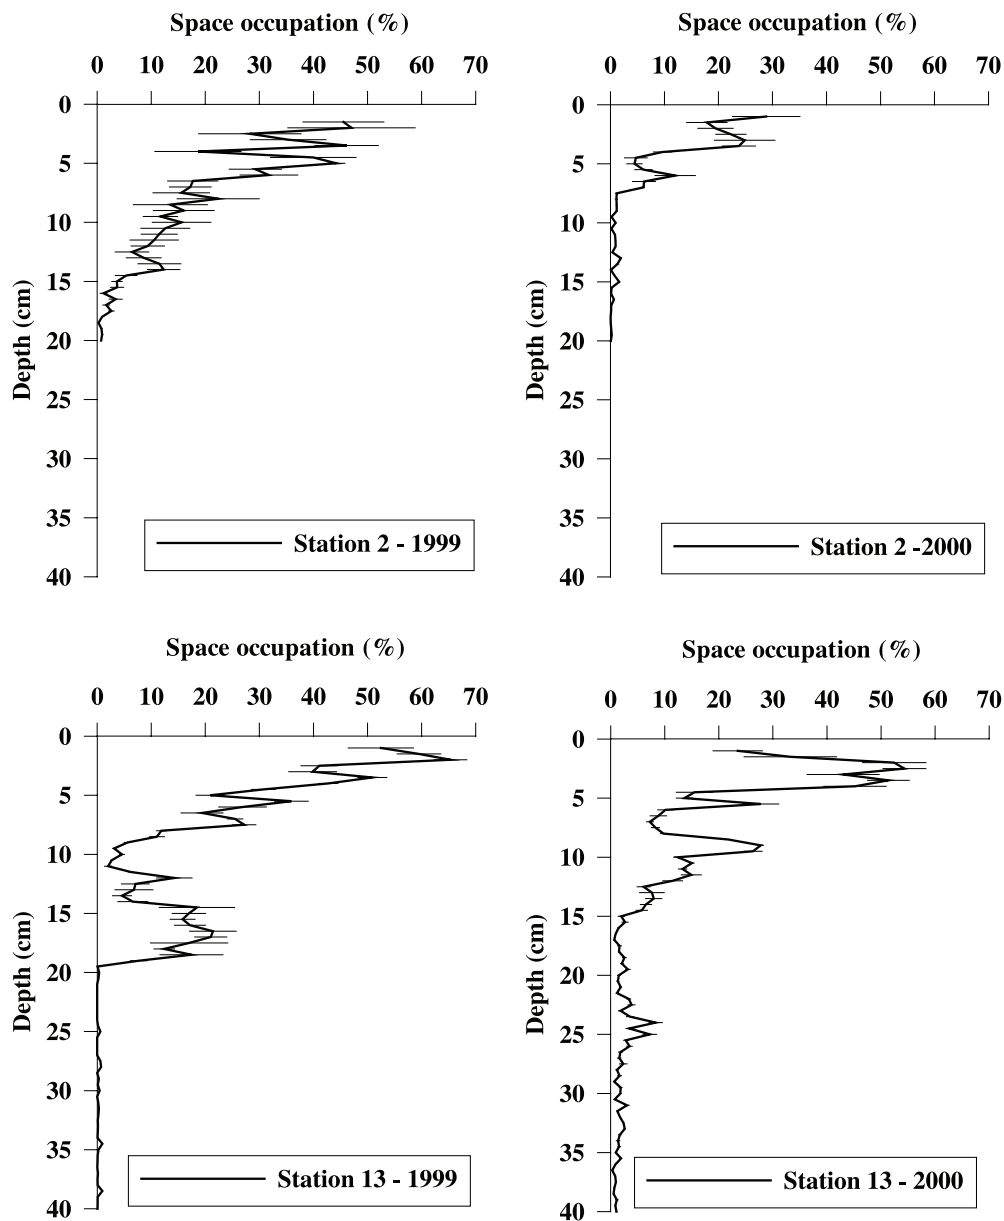 Space occupation (%)
0 10 20 30 40 50 60 70
0
5
10
15
20
25
30
35
40
Depth (cm)
Station 2 - 1999
Space occupation (%)
0 10 20 30 40 50 60 70
0
5
10
15
20
25
30
35
40
Depth (cm)
Station 2 -2000
Space occupation (%)
0 10 20 30 40 50 60 70
0
5
10
15
20
25
30
35
40
Depth (cm)
Station 13 - 1999
Space occupation (%)
0 10 20 30 40 50 60 70
0
5
10
15
20
25
30
35
40
Depth (cm)
Station 13 - 2000